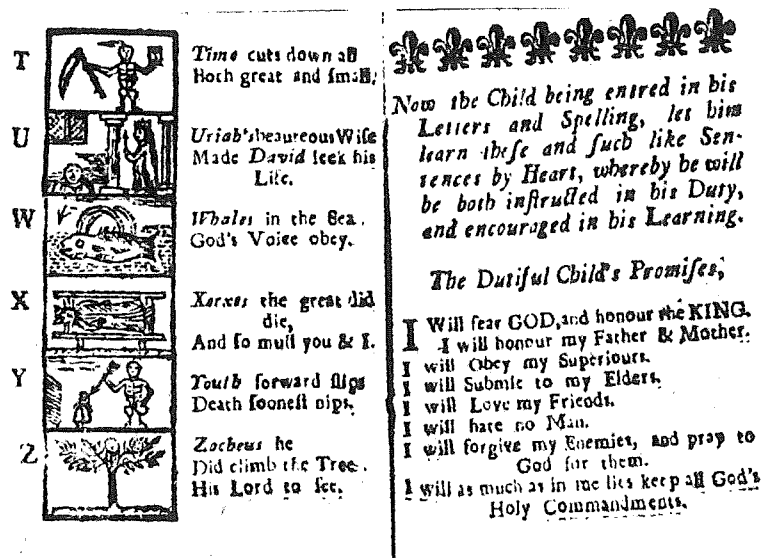 T
Time cuts down all
Both great and small.
U
Uriah's beauteous Wife
Made David seek his
Life.
W
Whales in the Sea.
God's Voice obey.
X
Xerxes the great did
die,
And so must you & I.
Y
Youth forward slips
Death soonest nips.
Z
Zacheus he
Did climb the Tree.
His Lord to see.
Now the Child being entred in his
Letters and Spelling, let him
learn these and such like Sen-
tences by Heart, whereby he will
be both instructed in his Duty,
and encouraged in his Learning.
The Dutiful Child's Promises,
I Will fear GOD, and honour the KING.
I will honour my Father & Mother.
I will Obey my Superiours.
I will Submit to my Elders.
I will Love my Friends.
I will hate no Man.
I will forgive my Enemies, and pray to
God for them.
I will as much as in me lies keep all God's
Holy Commandments.